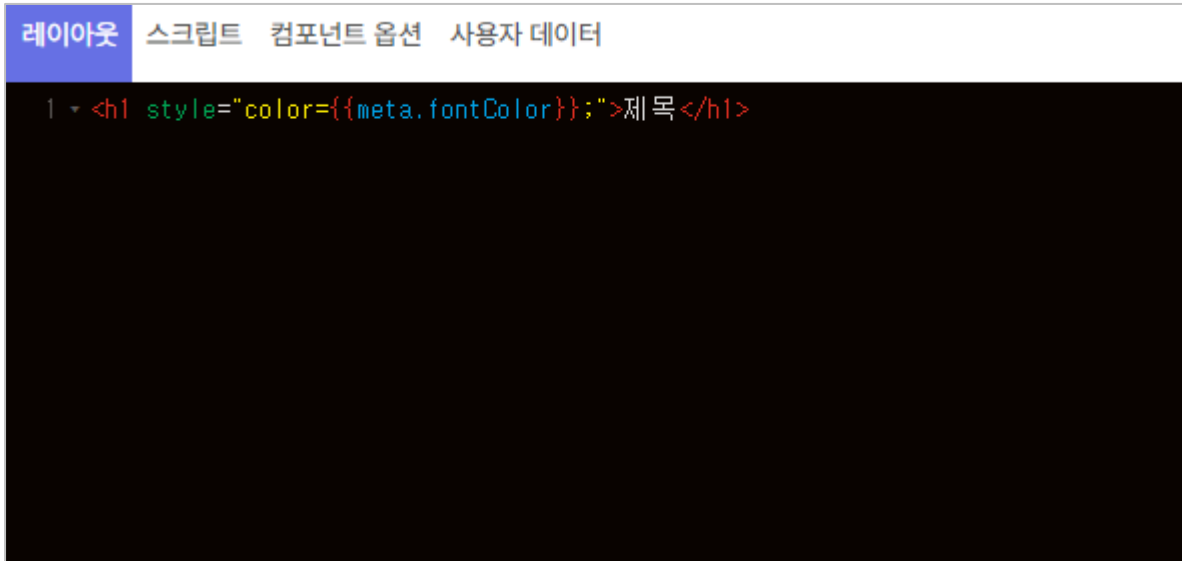 레이아웃 스크립트 컴포넌트 옵션 사용자 데이터
1 <h1 style="color={{meta.fontColor}};">제목</h1>